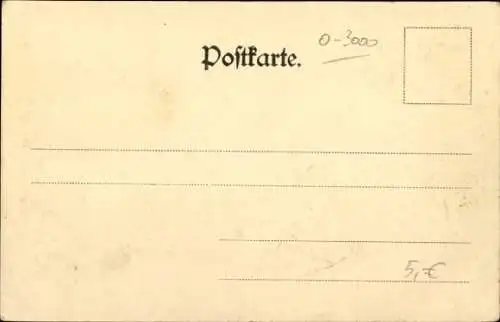 0-3000
Postkarte.
5,-€